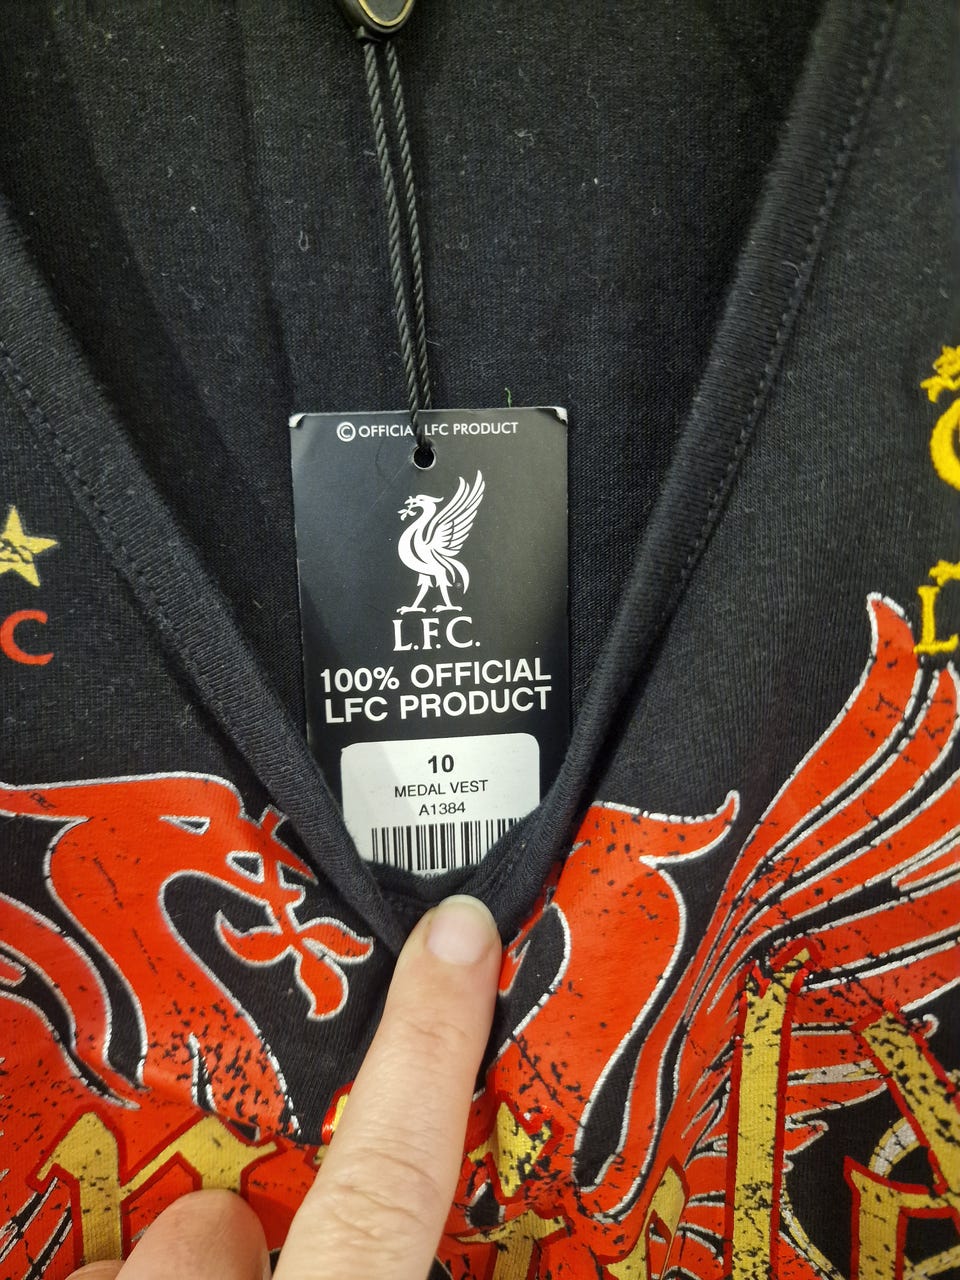 © OFFICIAL LFC PRODUCT
L.F.C.
100% OFFICIAL
LFC PRODUCT
10
MEDAL VEST
A1384
C
L